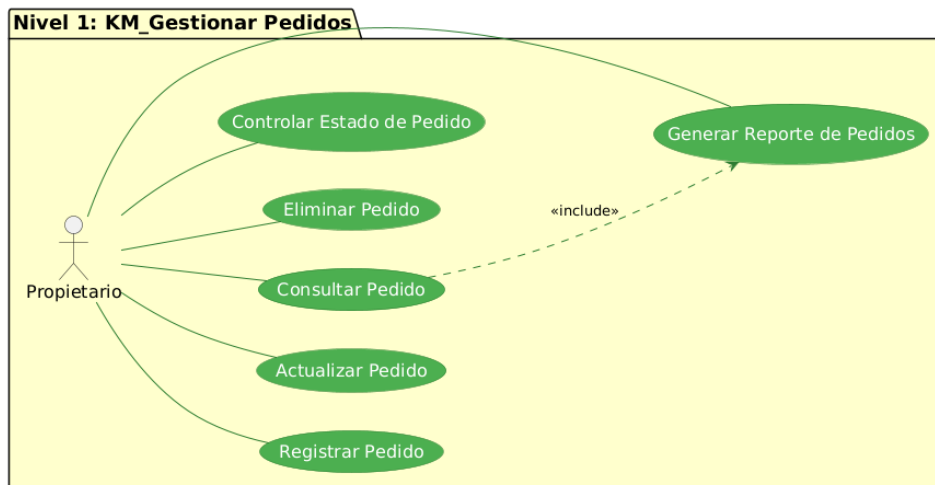 Nivel 1: KM_Gestionar Pedidos
Controlar Estado de Pedido
Generar Reporte de Pedidos
Eliminar Pedido
«include»
Consultar Pedido
Propietario
Actualizar Pedido
Registrar Pedido